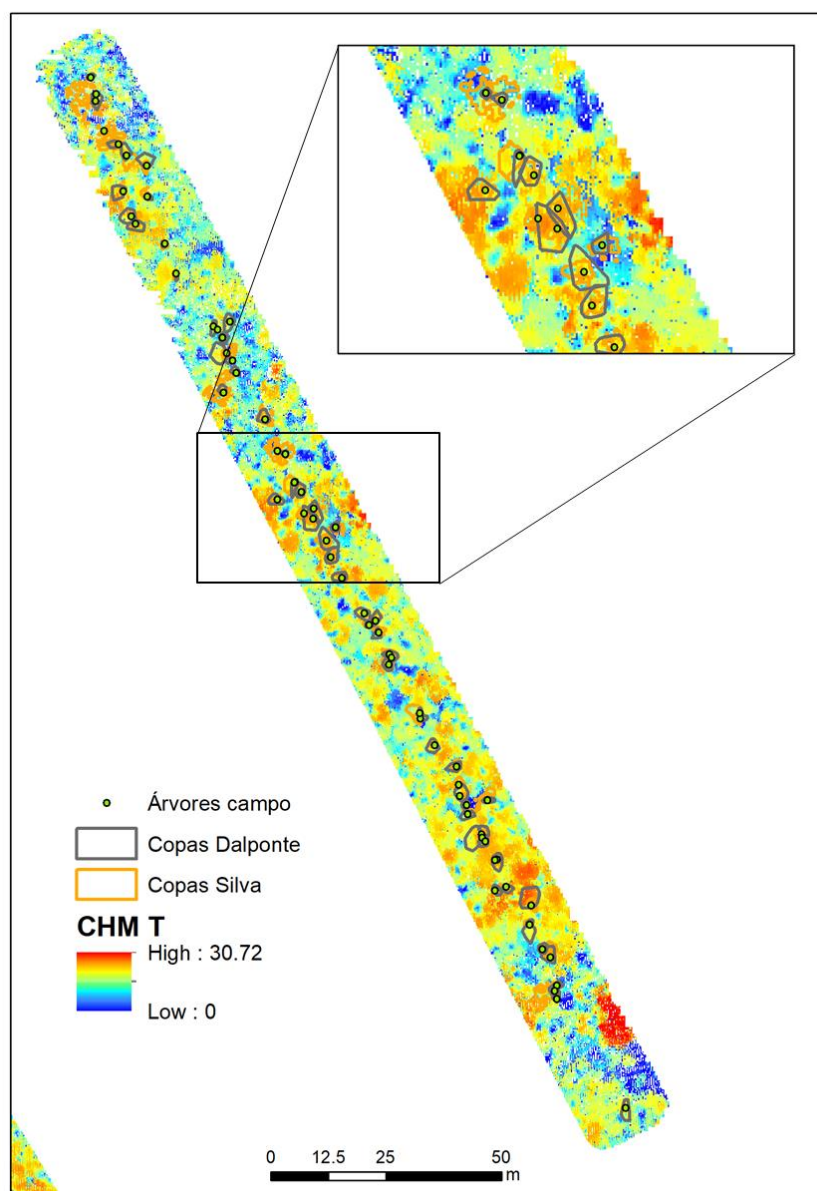 Árvores campo
Copas Dalponte
Copas Silva
CHM T
High : 30.72
Low : 0
0 12.5 25 50
m